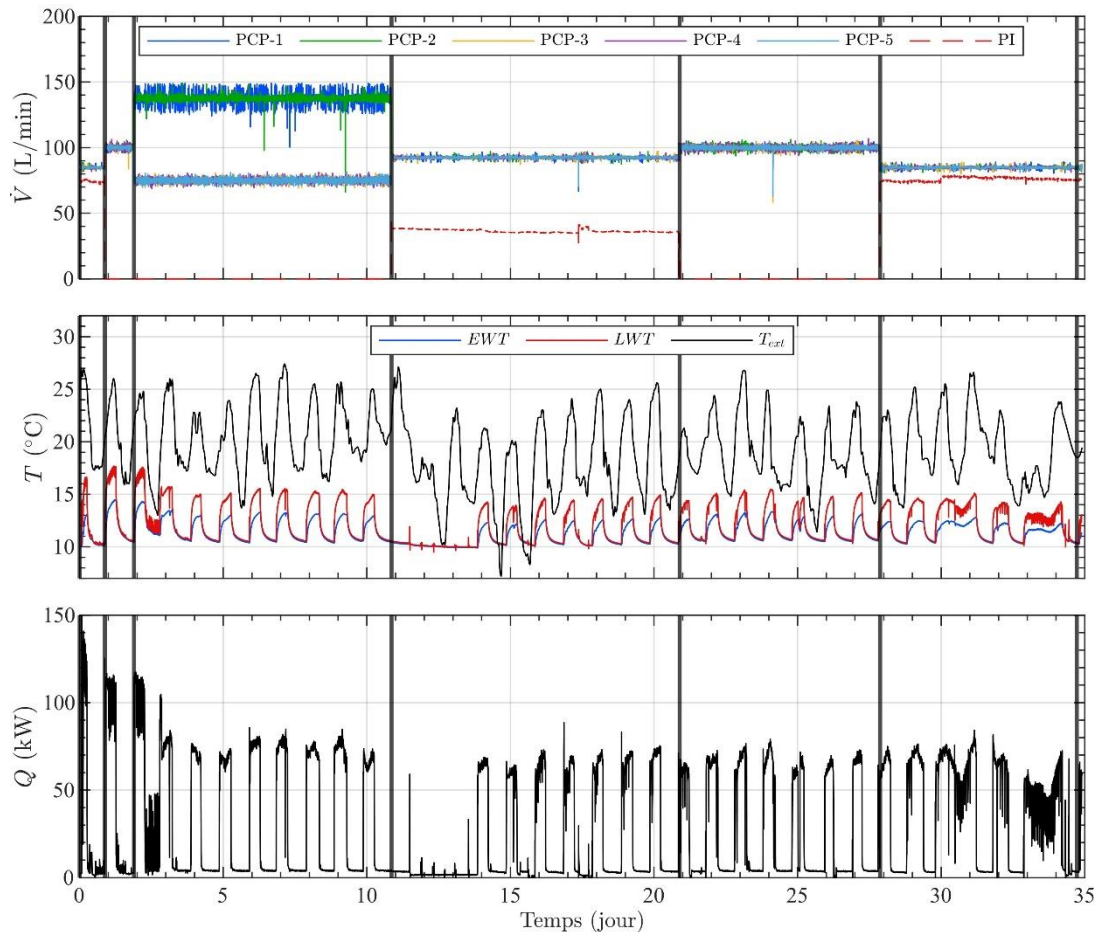 200
PCP-1 PCP-2 PCP-3 PCP-4 PCP-5 PI
150
100
50
0
V̇ (L/min)
30
EWT LWT T_ext
25
20
15
10
T (°C)
150
100
50
0
Q (kW)
0 5 10 15 20 25 30 35
Temps (jour)